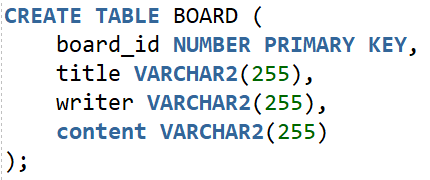 CREATE TABLE BOARD (
    board_id NUMBER PRIMARY KEY,
    title VARCHAR2(255),
    writer VARCHAR2(255),
    content VARCHAR2(255)
);